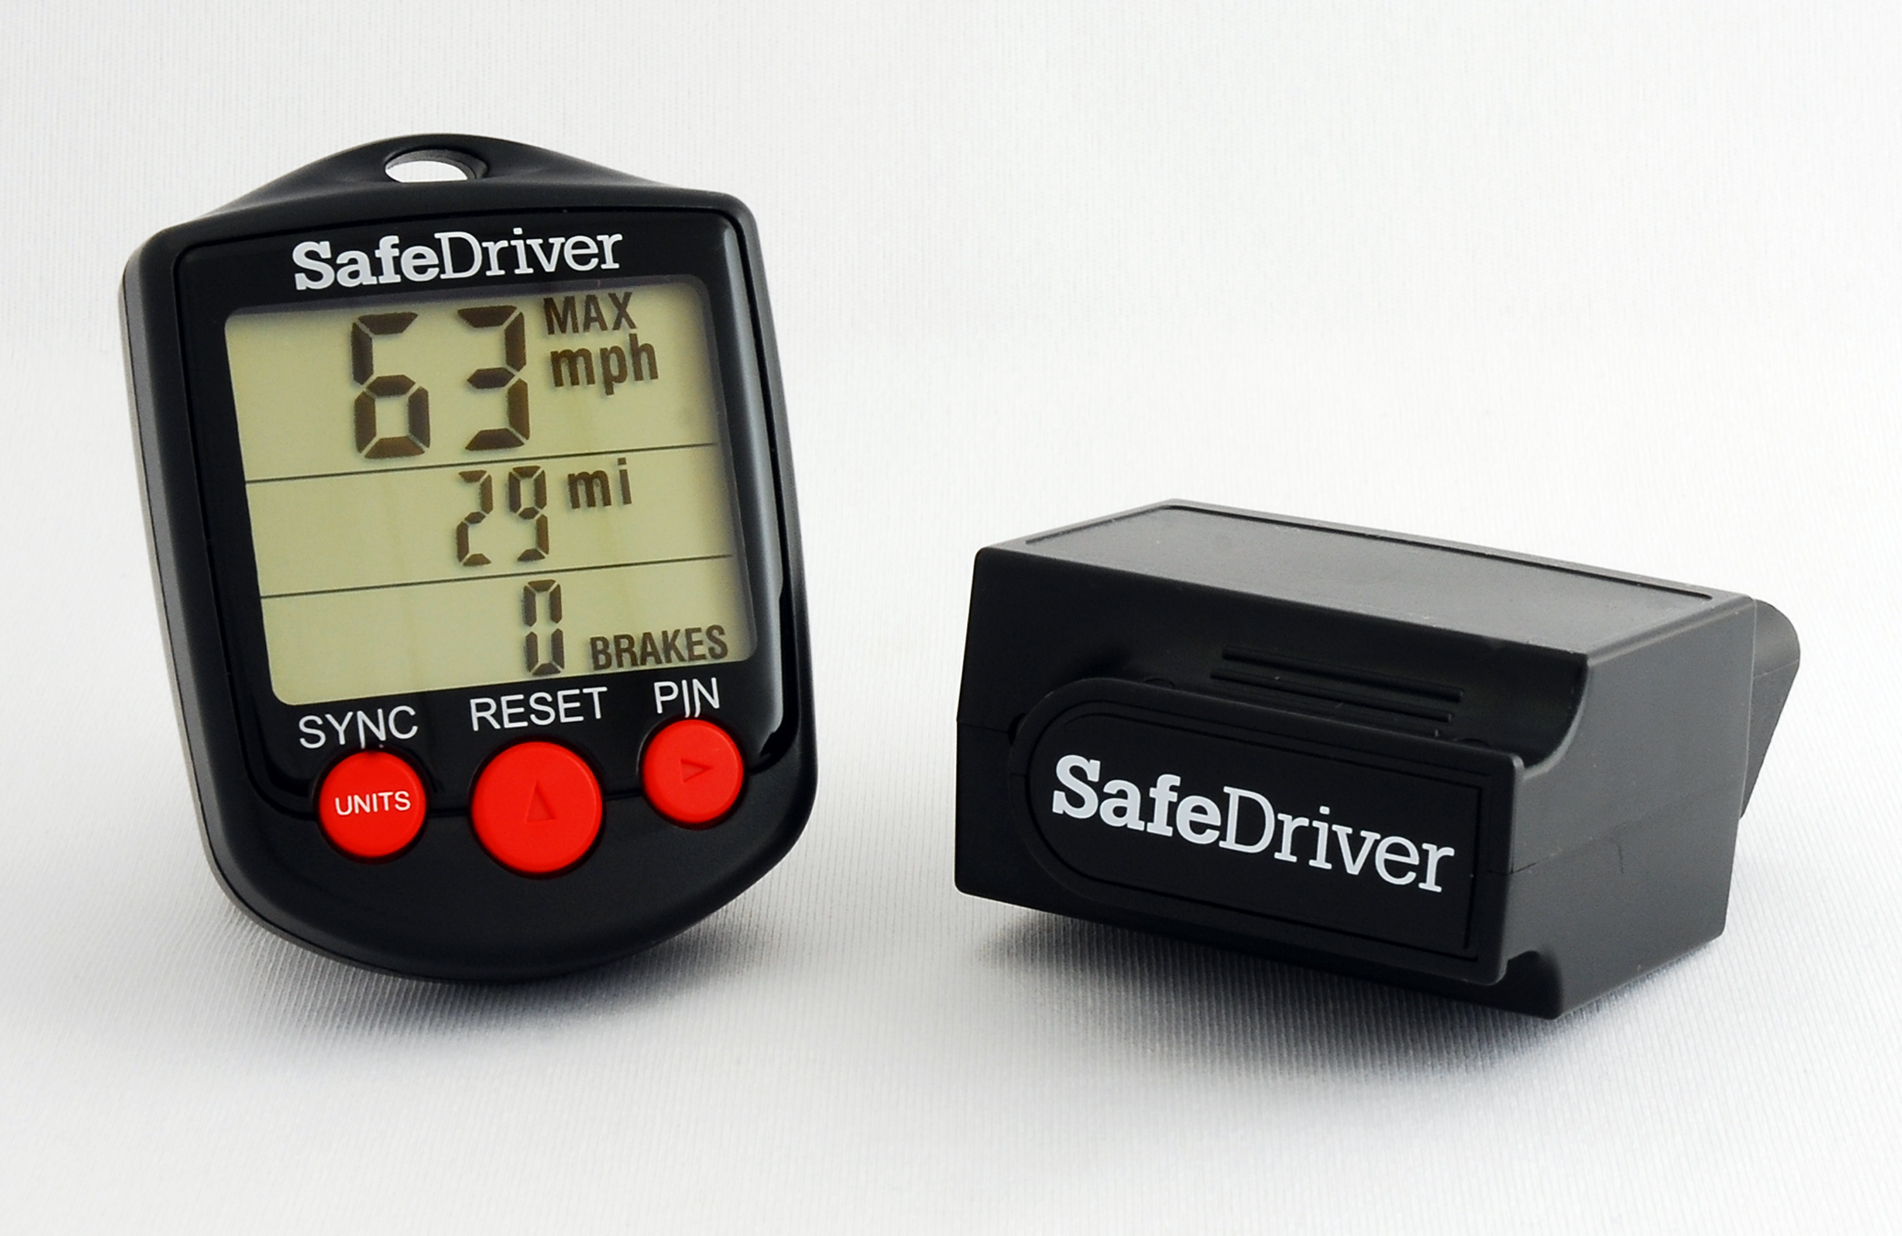 SafeDriver
63 MAX
mph
29 mi
0 BRAKES
SYNC RESET PIN
UNITS
SafeDriver